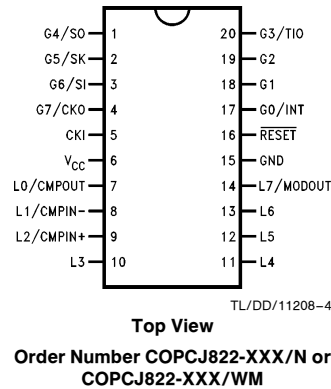 G4/SO 1 20 G3/TIO
G5/SK 2 19 G2
G6/SI 3 18 G1
G7/CKO 4 17 G0/INT
CKI 5 16 RESET
VCC 6 15 GND
L0/CMPOUT 7 14 L7/MODOUT
L1/CMPIN- 8 13 L6
L2/CMPIN+ 9 12 L5
L3 10 11 L4
TL/DD/11208–4
Top View
Order Number COPCJ822-XXX/N or
COPCJ822-XXX/WM